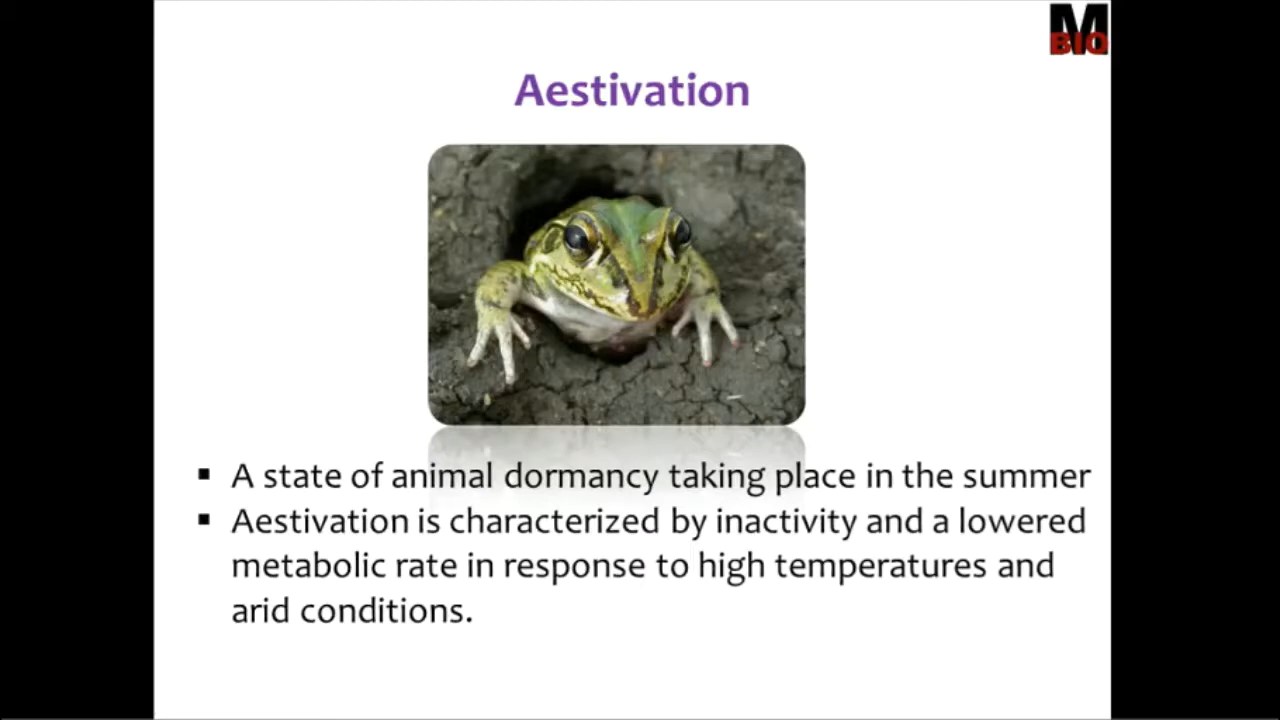 M
BIO
Aestivation
▪ A state of animal dormancy taking place in the summer
▪ Aestivation is characterized by inactivity and a lowered
metabolic rate in response to high temperatures and
arid conditions.